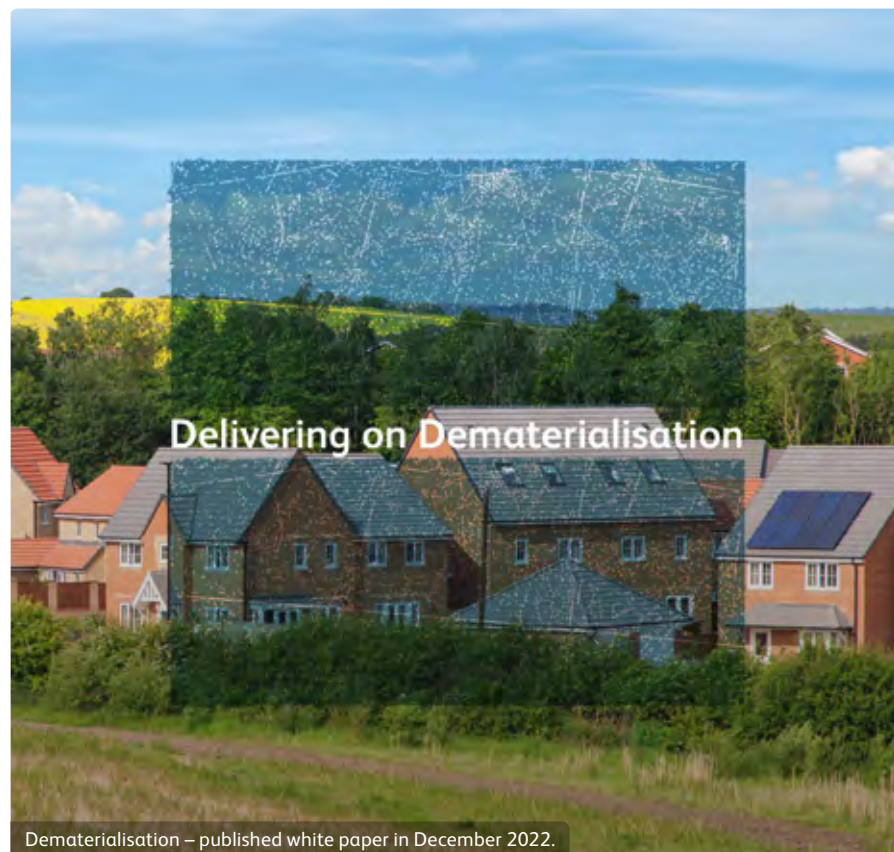 Delivering on Dematerialisation
Dematerialisation – published white paper in December 2022.